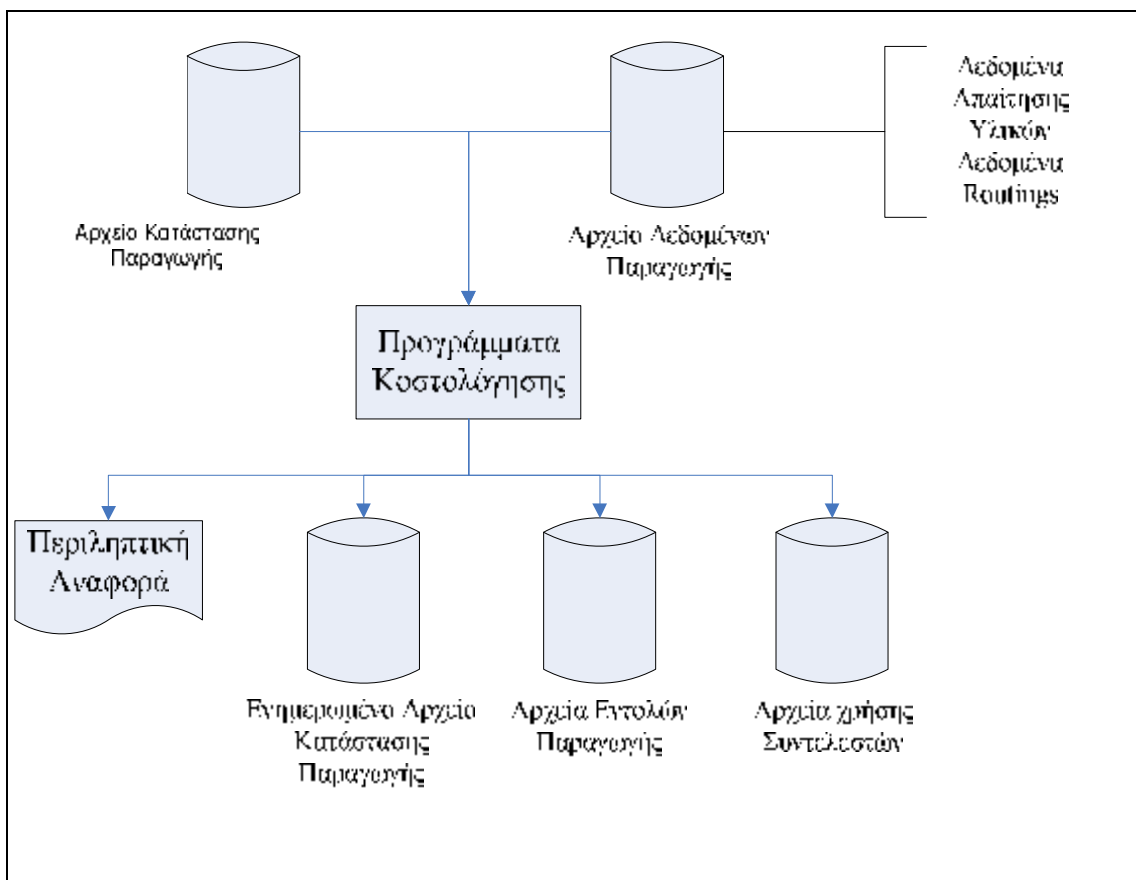 Δεδομένα
Απαίτησης
Υλικών
Δεδομένα
Routings
Αρχείο Κατάστασης
Παραγωγής
Αρχείο Δεδομένων
Παραγωγής
Προγράμματα
Κοστολόγησης
Περιληπτική
Αναφορά
Ενημερωμένο Αρχείο
Κατάστασης
Παραγωγής
Αρχεία Εντολών
Παραγωγής
Αρχεία χρήσης
Συντελεστών